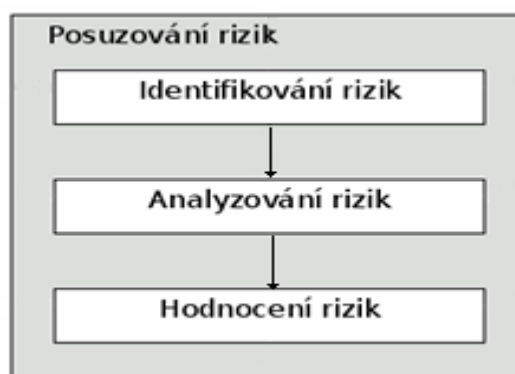 Posuzování rizik
Identifikování rizik
Analyzování rizik
Hodnocení rizik